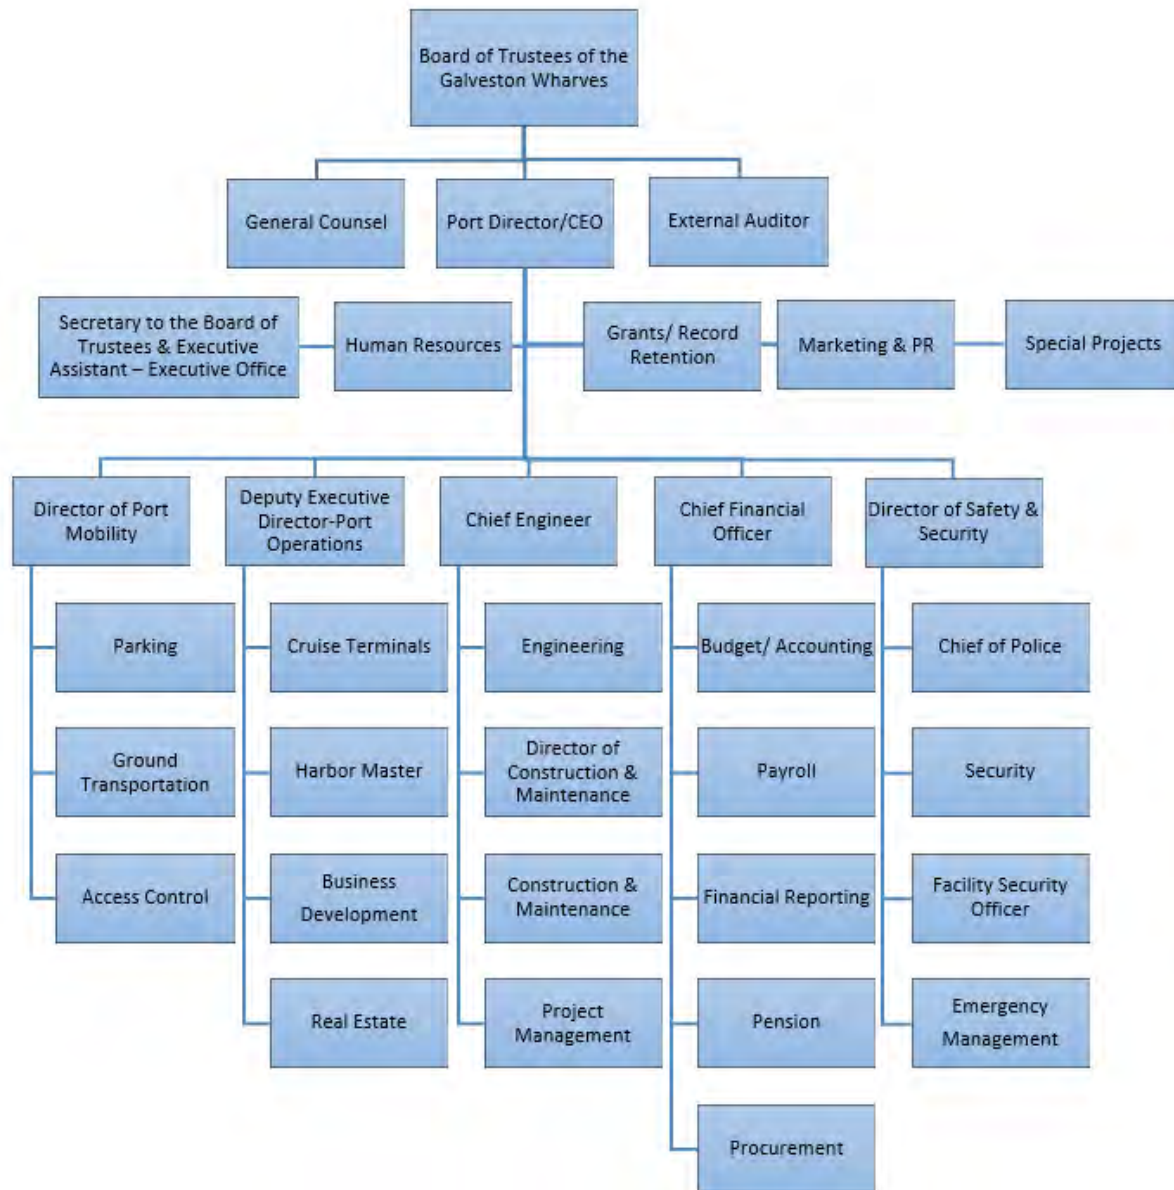 Board of Trustees of the
Galveston Wharves
General Counsel
Port Director/CEO
External Auditor
Secretary to the Board of
Trustees & Executive
Assistant – Executive Office
Human Resources
Grants/ Record
Retention
Marketing & PR
Special Projects
Director of Port
Mobility
Deputy Executive
Director-Port
Operations
Chief Engineer
Chief Financial
Officer
Director of Safety &
Security
Parking
Cruise Terminals
Engineering
Budget/ Accounting
Chief of Police
Ground
Transportation
Harbor Master
Director of
Construction &
Maintenance
Payroll
Security
Access Control
Business
Development
Construction &
Maintenance
Financial Reporting
Facility Security
Officer
Real Estate
Project
Management
Pension
Emergency
Management
Procurement